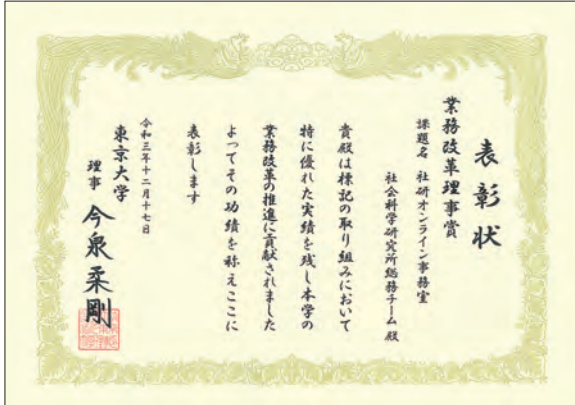 表彰状
業務改革理事賞
課題名 社研オンライン事務室
社会科学研究所総務チーム 殿
貴殿は標記の取り組みにおいて
特に優れた実績を残し本学の
業務改革の推進に貢献されました
よってその功績を称えここに
表彰します
令和三年十二月十七日
東京大学
理事 今泉柔剛